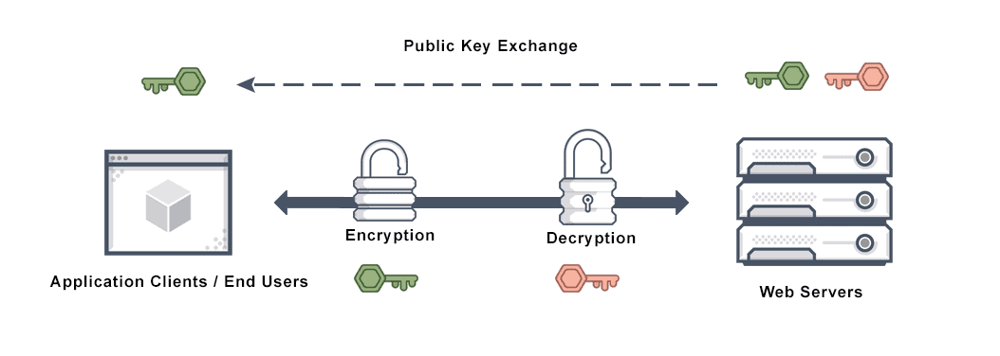 Public Key Exchange
Encryption
Decryption
Application Clients / End Users
Web Servers